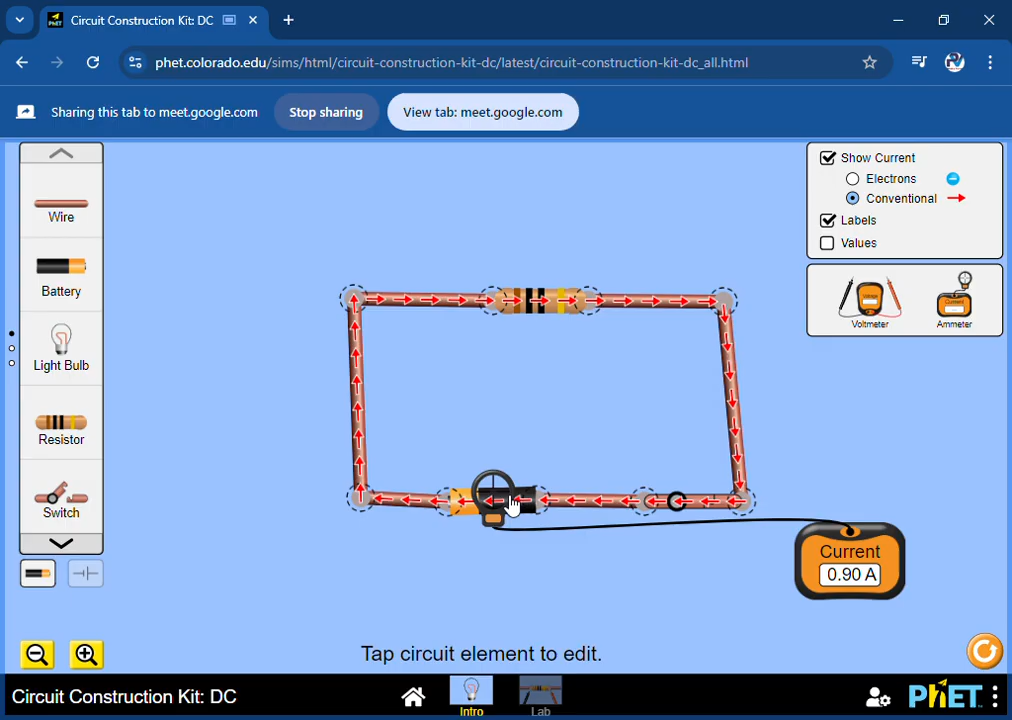 Circuit Construction Kit: DC
phet.colorado.edu/sims/html/circuit-construction-kit-dc/latest/circuit-construction-kit-dc_all.html
Sharing this tab to meet.google.com
Stop sharing
View tab: meet.google.com
Wire
Battery
Light Bulb
Resistor
Switch
Show Current
Electrons
Conventional
Labels
Values
Voltmeter
Ammeter
Current
0.90 A
Tap circuit element to edit.
Circuit Construction Kit: DC
Intro
Lab
PhET